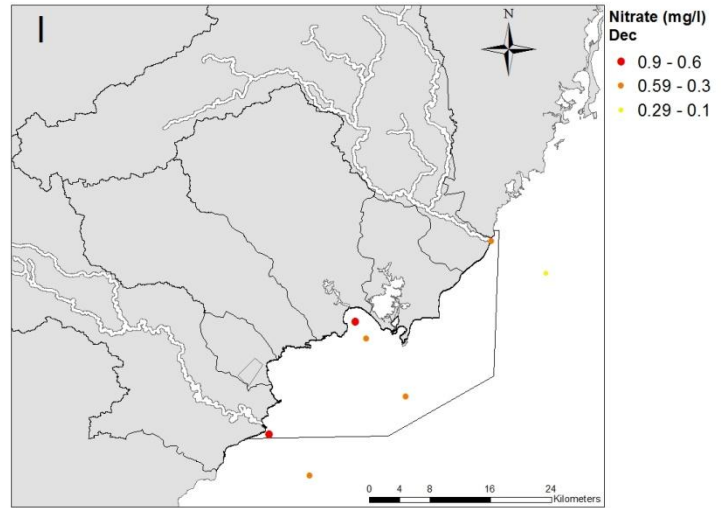 I
N
Nitrate (mg/l)
Dec
0.9 - 0.6
0.59 - 0.3
0.29 - 0.1
0 4 8 16 24
Kilometers